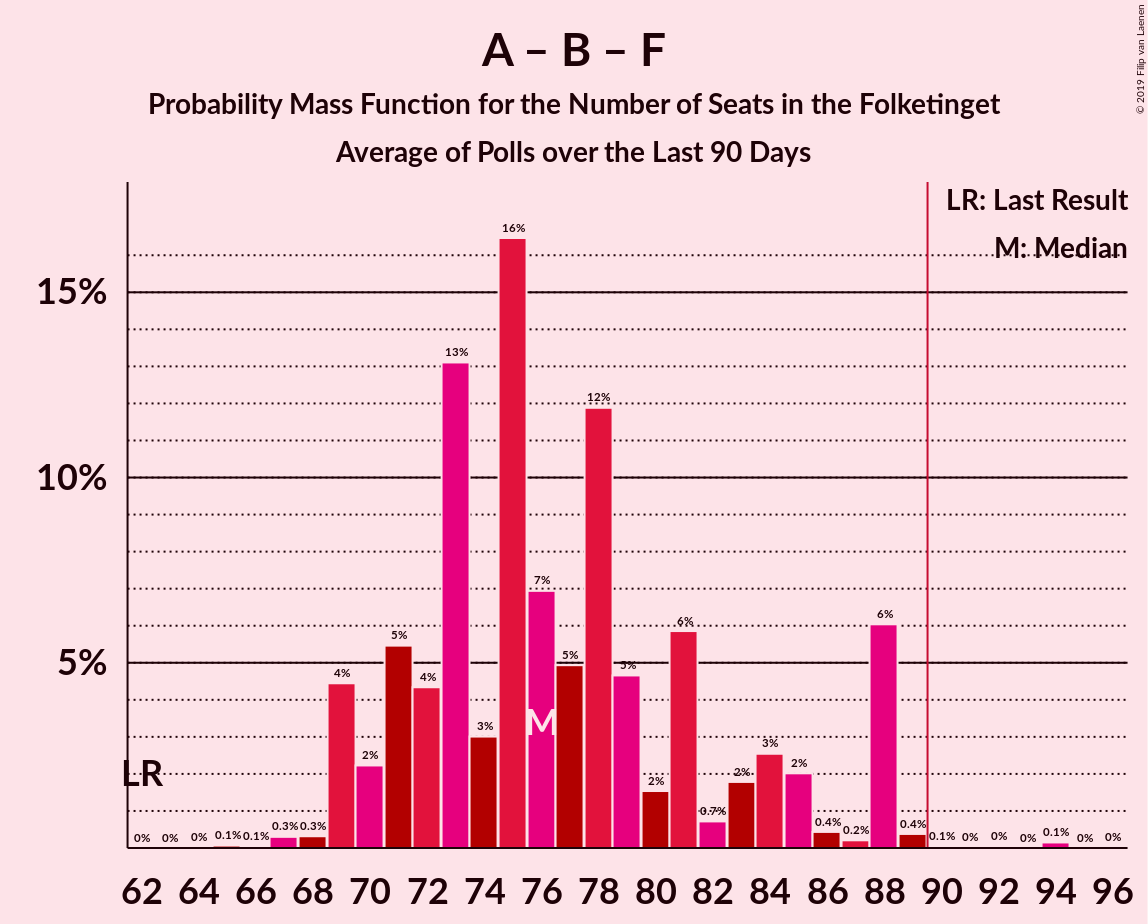 A – B – F
Probability Mass Function for the Number of Seats in the Folketinget
Average of Polls over the Last 90 Days
© 2019 Filip van Laenen
LR: Last Result
M: Median
15%
10%
5%
LR
M
0% 0% 0% 0.1% 0.1% 0.3% 0.3% 4% 2% 5% 4% 13% 3% 16% 7% 5% 12% 5% 2% 6% 0.7% 2% 3% 2% 0.4% 0.2% 6% 0.4% 0.1% 0% 0% 0% 0.1% 0% 0%
62 64 66 68 70 72 74 76 78 80 82 84 86 88 90 92 94 96